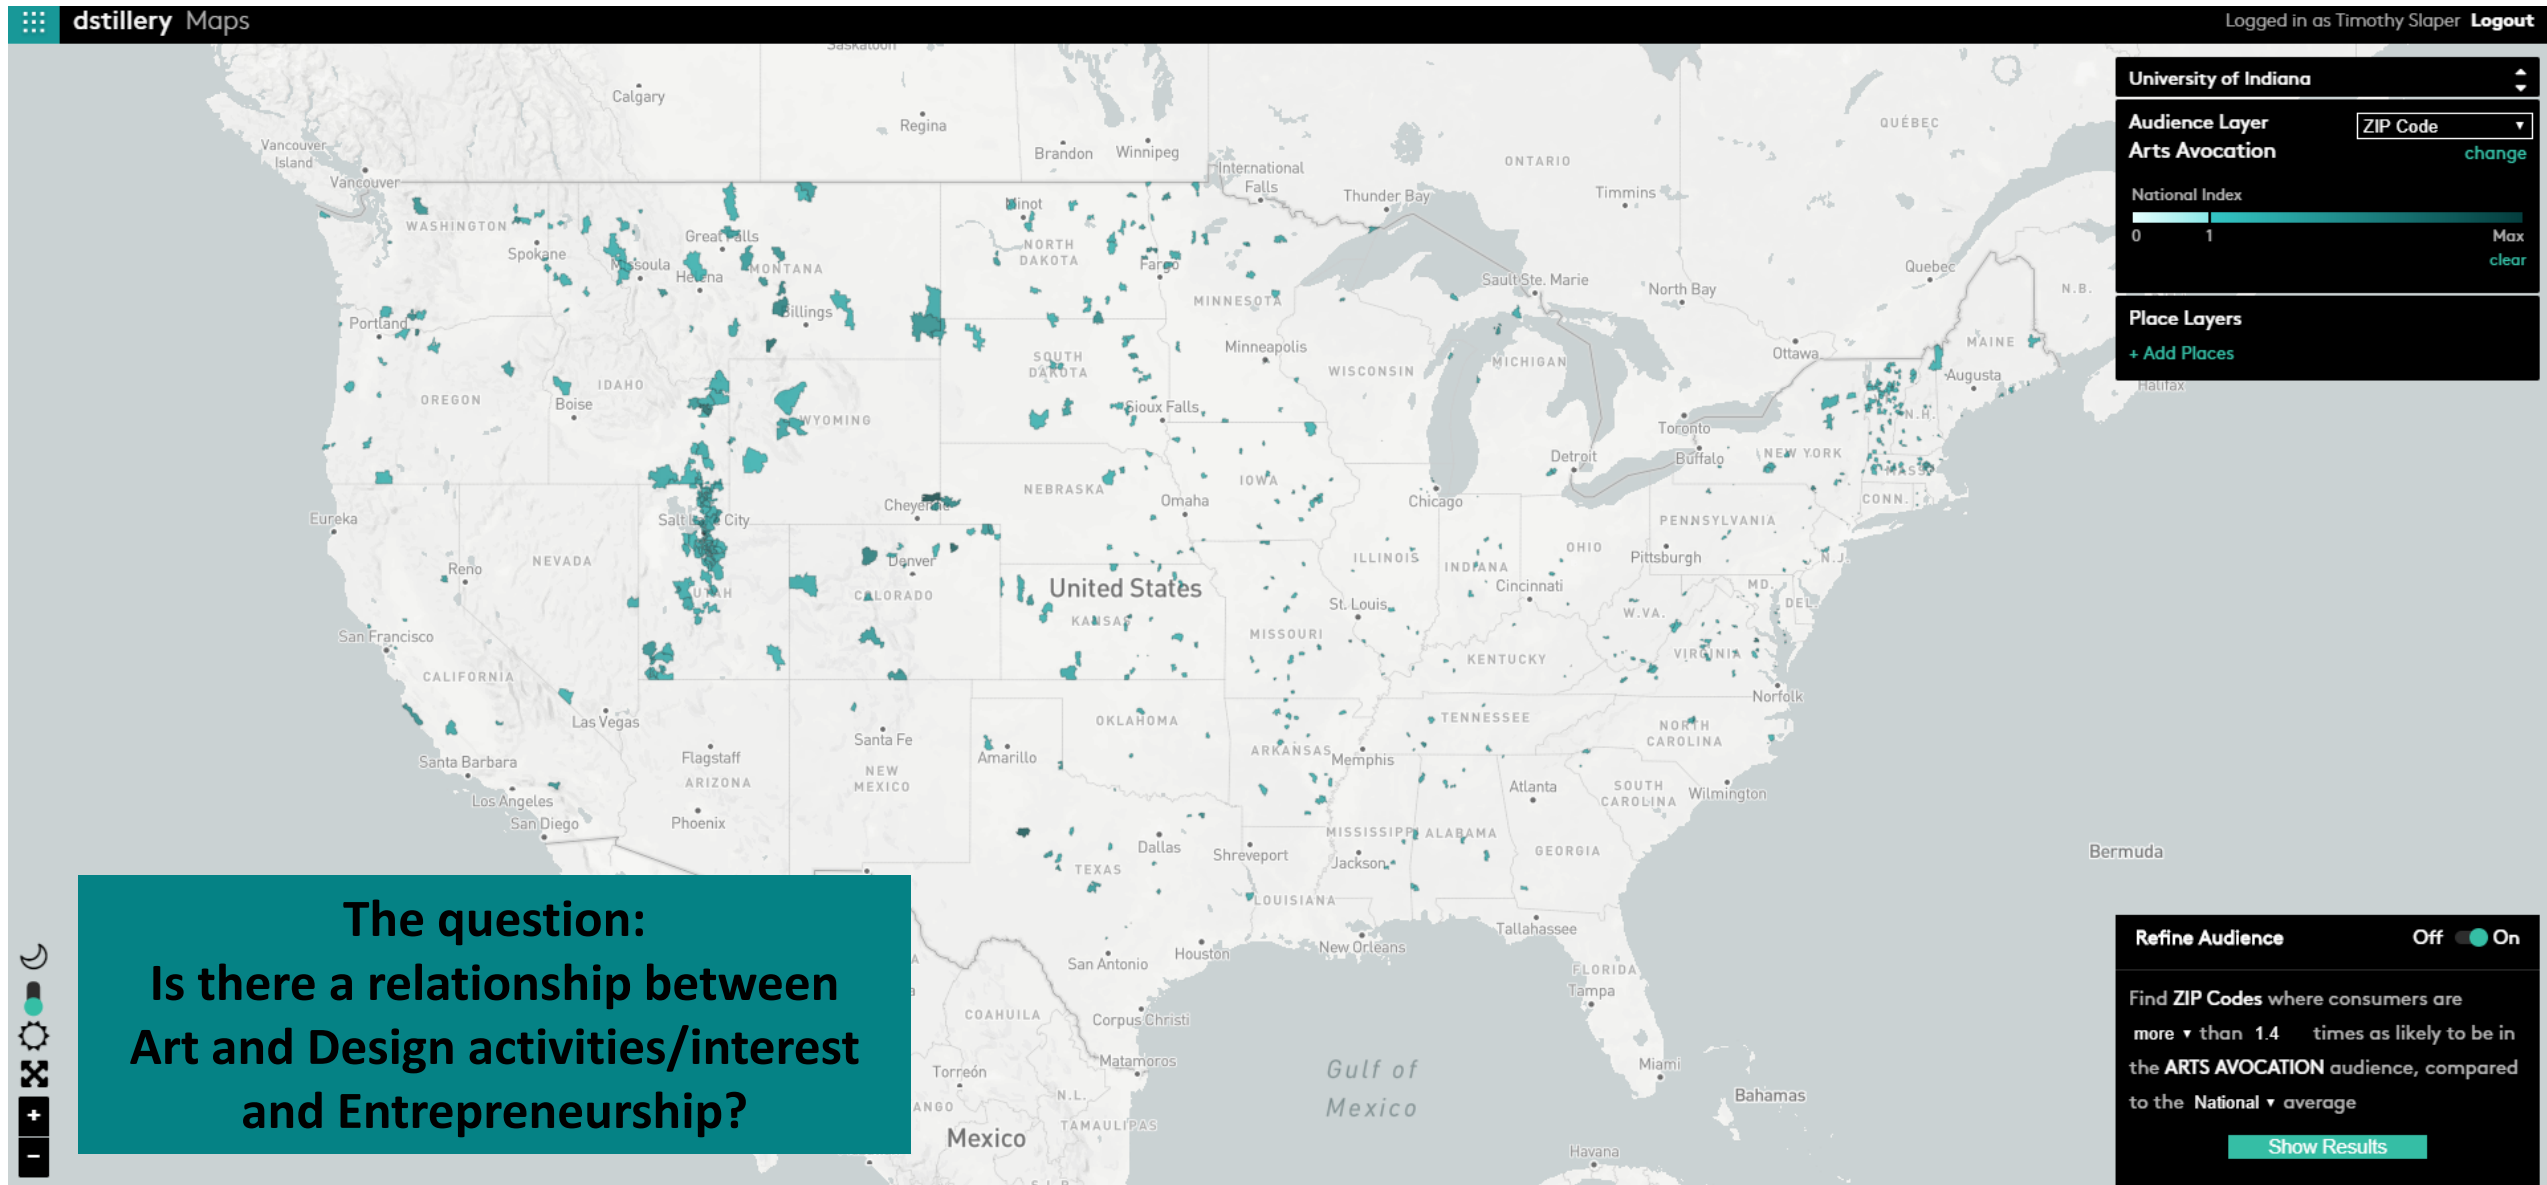 dstillery Maps
Logged in as Timothy Slaper Logout
University of Indiana
Audience Layer
ZIP Code
Arts Avocation
change
National Index
0 1 Max
clear
Place Layers
+ Add Places
Saskatoon
Calgary
Regina
Vancouver
Island
Brandon
Winnipeg
QUÉBEC
ONTARIO
International
Falls
Vancouver
Thunder Bay
Timmins
Minot
WASHINGTON
Great Falls
Spokane
NORTH
DAKOTA
Missoula
Helena
MONTANA
Fargo
Quebec
Sault Ste. Marie
North Bay
N.B.
MINNESOTA
Billings
Portland
Minneapolis
MAINE
Ottawa
SOUTH
DAKOTA
WISCONSIN
MICHIGAN
Augusta
Halifax
IDAHO
OREGON
Boise
Sioux Falls
WYOMING
N.H.
Toronto
Detroit
Buffalo
NEW YORK
MASS.
NEBRASKA
IOWA
Omaha
Chicago
CONN.
Cheyenne
Eureka
Salt Lake City
PENNSYLVANIA
NEVADA
Reno
Denver
ILLINOIS
INDIANA
OHIO
Pittsburgh
N.J.
United States
UTAH
COLORADO
Cincinnati
MD.
St. Louis
DEL.
W.VA.
KANSAS
San Francisco
MISSOURI
KENTUCKY
VIRGINIA
CALIFORNIA
Norfolk
Las Vegas
OKLAHOMA
TENNESSEE
NORTH
CAROLINA
Santa Fe
Flagstaff
Santa Barbara
Amarillo
ARKANSAS
Memphis
ARIZONA
NEW
MEXICO
Los Angeles
Atlanta
SOUTH
CAROLINA
Wilmington
San Diego
Phoenix
MISSISSIPPI
ALABAMA
Dallas
Shreveport
Jackson
GEORGIA
Bermuda
TEXAS
LOUISIANA
Tallahassee
New Orleans
Houston
San Antonio
FLORIDA
Tampa
COAHUILA
Corpus Christi
Matamoros
Torreón
Gulf of
Mexico
Miami
N.L.
Bahamas
ANGO
TAMAULIPAS
Mexico
Havana
S.L.P.
The question:
Is there a relationship between
Art and Design activities/interest
and Entrepreneurship?
+
−
Refine Audience Off On
Find ZIP Codes where consumers are
more than 1.4 times as likely to be in
the ARTS AVOCATION audience, compared
to the National average
Show Results